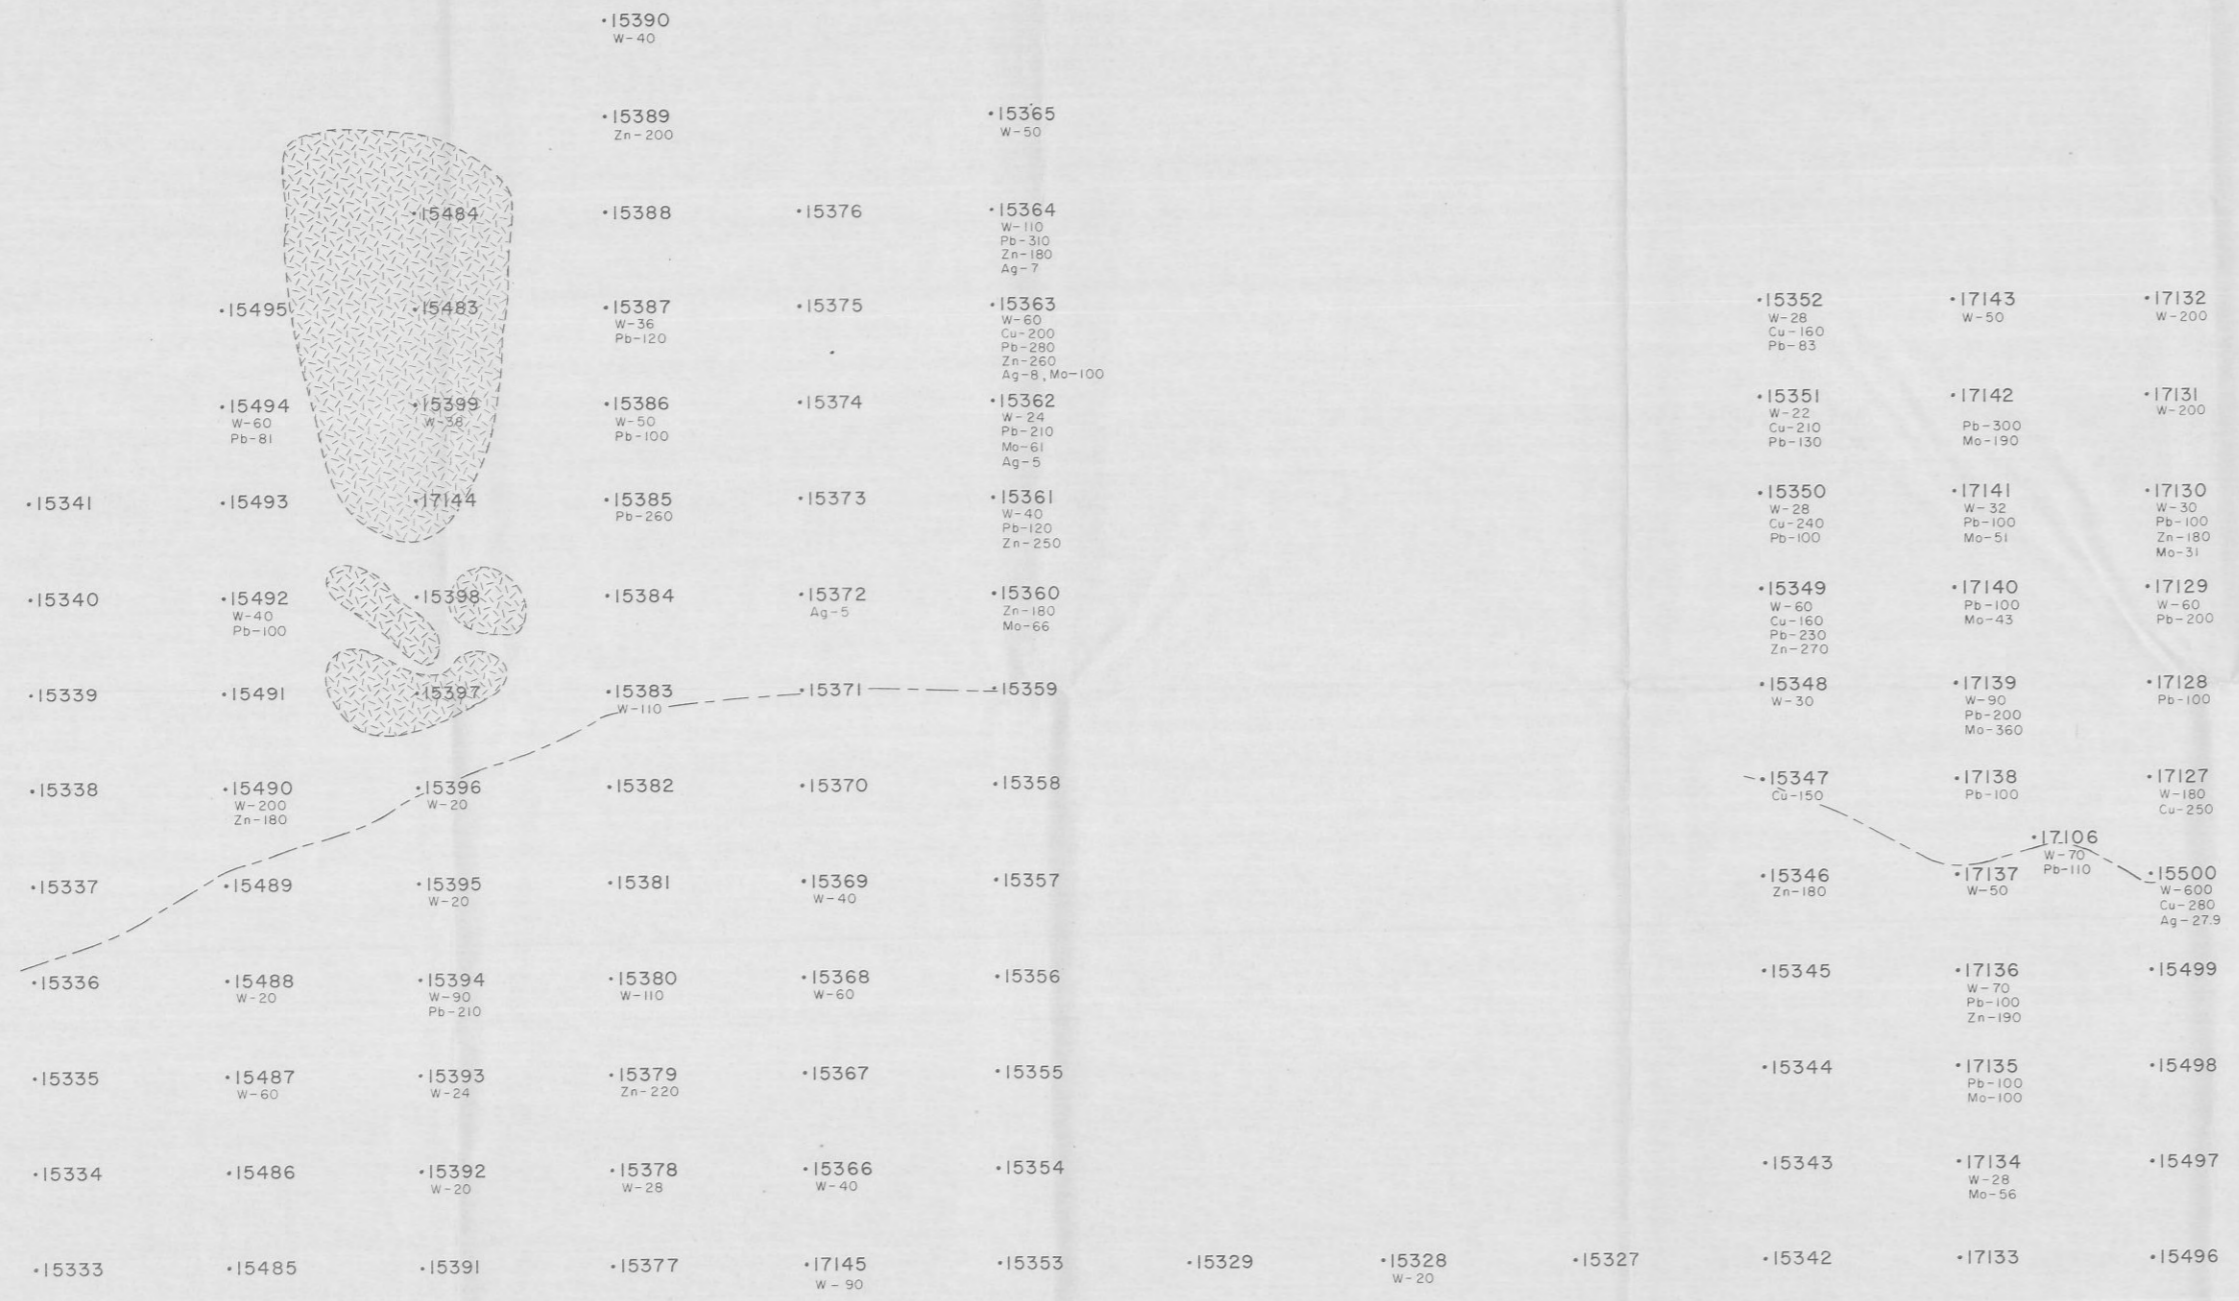 15390
W-40
15389
Zn-200
15365
W-50
15484
15388
15376
15364
W-110
Pb-310
Zn-180
Ag-7
15495
15483
15387
W-36
Pb-120
15375
15363
W-60
Cu-200
Pb-280
Zn-260
Ag-8, Mo-100
15352
W-28
Cu-160
Pb-83
17143
W-50
17132
W-200
15494
W-60
Pb-81
15399
W-38
15386
W-50
Pb-100
15374
15362
W-24
Pb-210
Mo-61
Ag-5
15351
W-22
Cu-210
Pb-130
17142
Pb-300
Mo-190
17131
W-200
15341
15493
17144
15385
Pb-260
15373
15361
W-40
Pb-120
Zn-250
15350
W-28
Cu-240
Pb-100
17141
W-32
Pb-100
Mo-51
17130
W-30
Pb-100
Zn-180
Mo-31
15340
15492
W-40
Pb-100
15398
15384
15372
Ag-5
15360
Zn-180
Mo-66
15349
W-60
Cu-160
Pb-230
Zn-270
17140
Pb-100
Mo-43
17129
W-60
Pb-200
15339
15491
15397
15383
W-110
15371
15359
15348
W-30
17139
W-90
Pb-200
Mo-360
17128
Pb-100
15338
15490
W-200
Zn-180
15396
W-20
15382
15370
15358
15347
Cu-150
17138
Pb-100
17127
W-180
Cu-250
17106
W-70
Pb-110
15337
15489
15395
W-20
15381
15369
W-40
15357
15346
Zn-180
17137
W-50
15500
W-600
Cu-280
Ag-27.9
15336
15488
W-20
15394
W-90
Pb-210
15380
W-110
15368
W-60
15356
15345
17136
W-70
Pb-100
Zn-190
15499
15335
15487
W-60
15393
W-24
15379
Zn-220
15367
15355
15344
17135
Pb-100
Mo-100
15498
15334
15486
15392
W-20
15378
W-28
15366
W-40
15354
15343
17134
W-28
Mo-56
15497
15333
15485
15391
15377
17145
W-90
15353
15329
15328
W-20
15327
15342
17133
15496